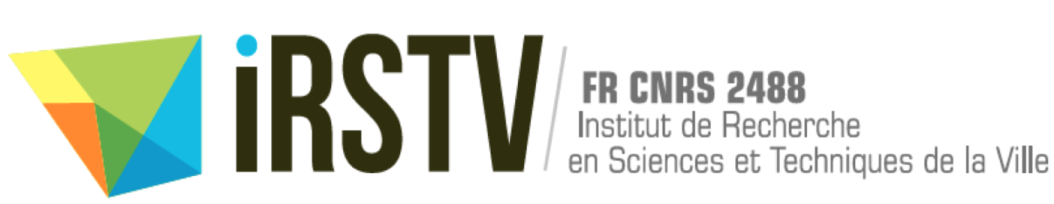 iRSTV
FR CNRS 2488
Institut de Recherche
en Sciences et Techniques de la Ville